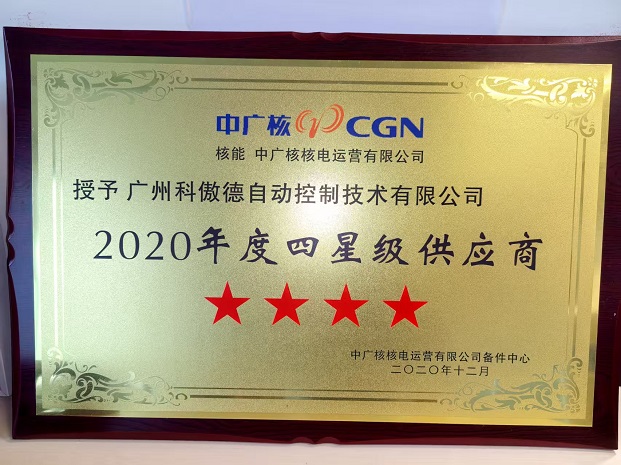 中广核 CGN
核能 中广核核电运营有限公司
授予 广州科傲德自动控制技术有限公司
2020年度四星级供应商
中广核核电运营有限公司备件中心
二〇二〇年十二月